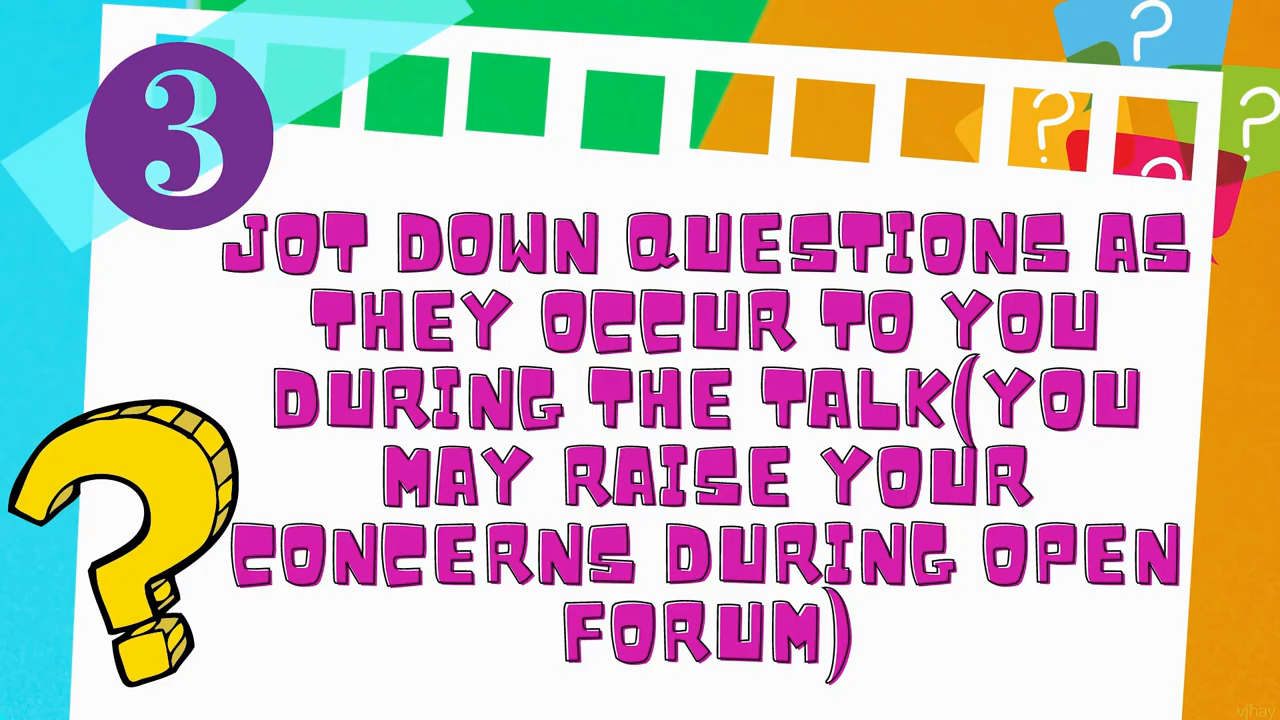 3
JOT DOWN QUESTIONS AS
THEY OCCUR TO YOU
DURING THE TALK(YOU
MAY RAISE YOUR
CONCERNS DURING OPEN
FORUM)
?
?
?
?
?
vihay